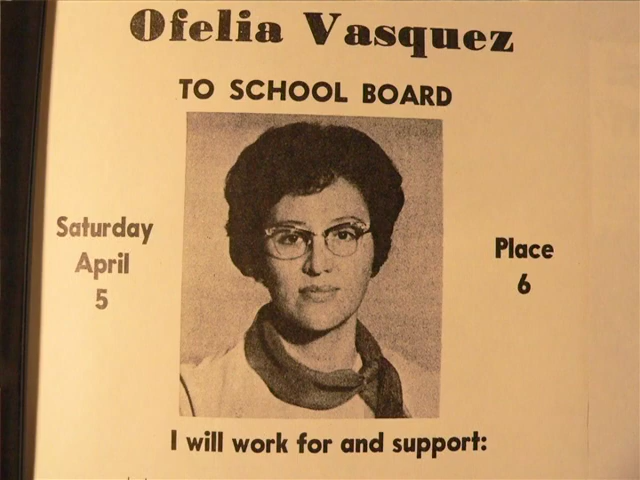 Ofelia Vasquez
TO SCHOOL BOARD
Saturday
April
5
Place
6
I will work for and support: